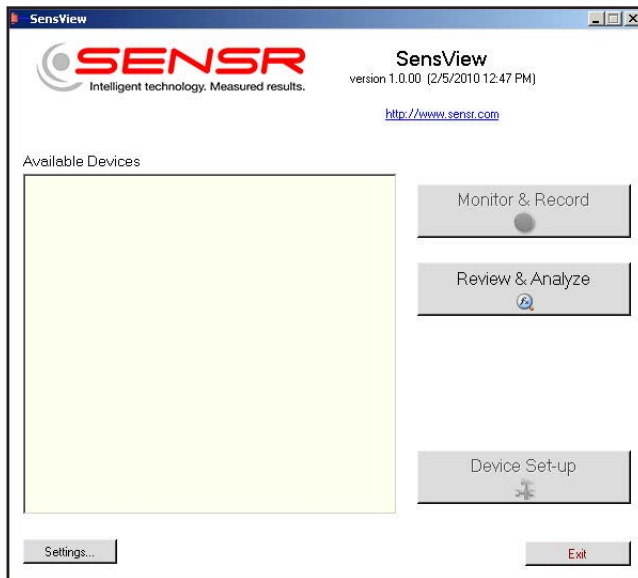 SensView
SENSR
Intelligent technology. Measured results.
SensView
version 1.0.00 (2/5/2010 12:47 PM)
http://www.sensr.com
Available Devices
Monitor & Record
Review & Analyze
Device Set-up
Settings...
Exit